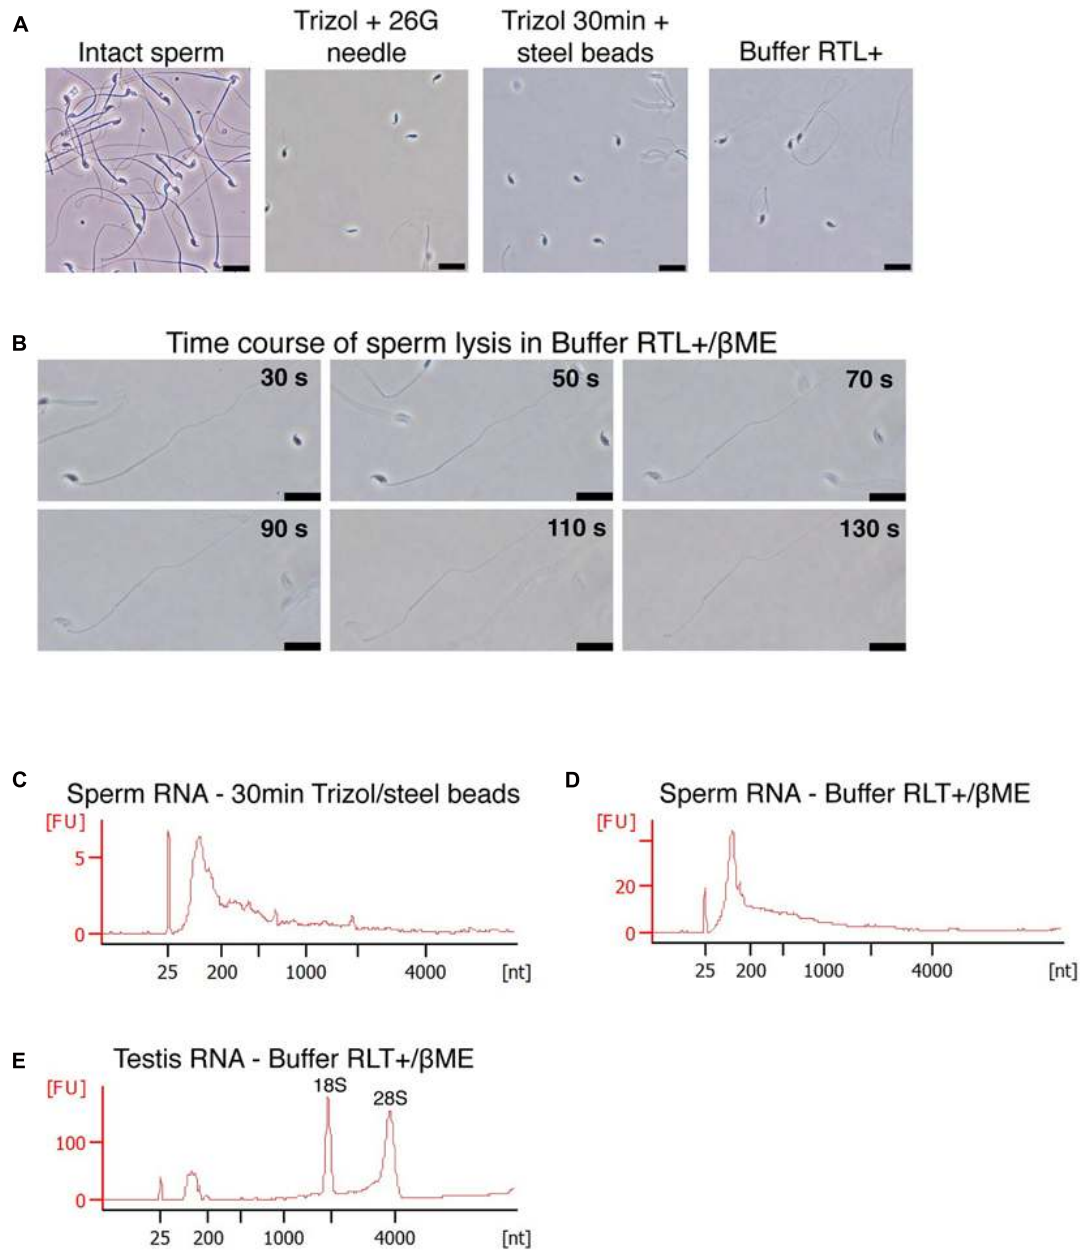 A
Intact sperm
Trizol + 26G
needle
Trizol 30min +
steel beads
Buffer RTL+
B
Time course of sperm lysis in Buffer RTL+/βME
30 s
50 s
70 s
90 s
110 s
130 s
C
Sperm RNA - 30min Trizol/steel beads
[FU]
5
0
25
200
1000
4000
[nt]
D
Sperm RNA - Buffer RLT+/βME
[FU]
20
0
25
200
1000
4000
[nt]
E
Testis RNA - Buffer RLT+/βME
[FU]
18S
28S
100
0
25
200
1000
4000
[nt]